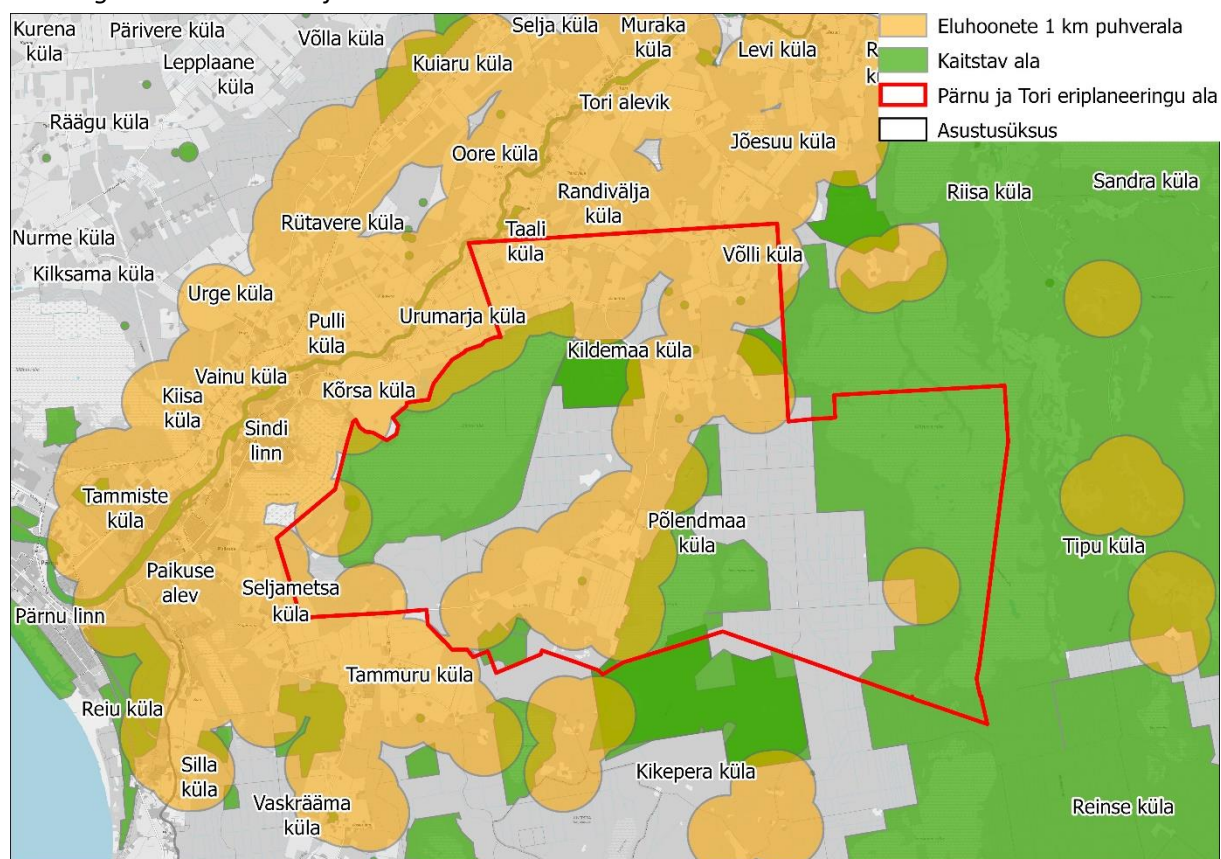 Kurena
küla
Pärivere küla
Võlla küla
Selja küla
Muraka
küla
Levi küla
Eluhoonete 1 km puhverala
Kaitstav ala
Pärnu ja Tori eriplaneeringu ala
Asustusüksus
Lepplaane
küla
Kuiaru küla
Tori alevik
Räägu küla
Oore küla
Jõesuu küla
Randivälja
küla
Riisa küla
Sandra küla
Rütavere küla
Taali
küla
Nurme küla
Võlli küla
Kilksama küla
Urge küla
Pulli
küla
Urumarja küla
Kildemaa küla
Vainu küla
Kõrsa küla
Kiisa
küla
Sindi
linn
Tammiste
küla
Põlendmaa
küla
Tipu küla
Paikuse
alev
Seljametsa
küla
Pärnu linn
Tammuru küla
Reiu küla
Silla
küla
Kikepera küla
Vaskrääma
küla
Reinse küla